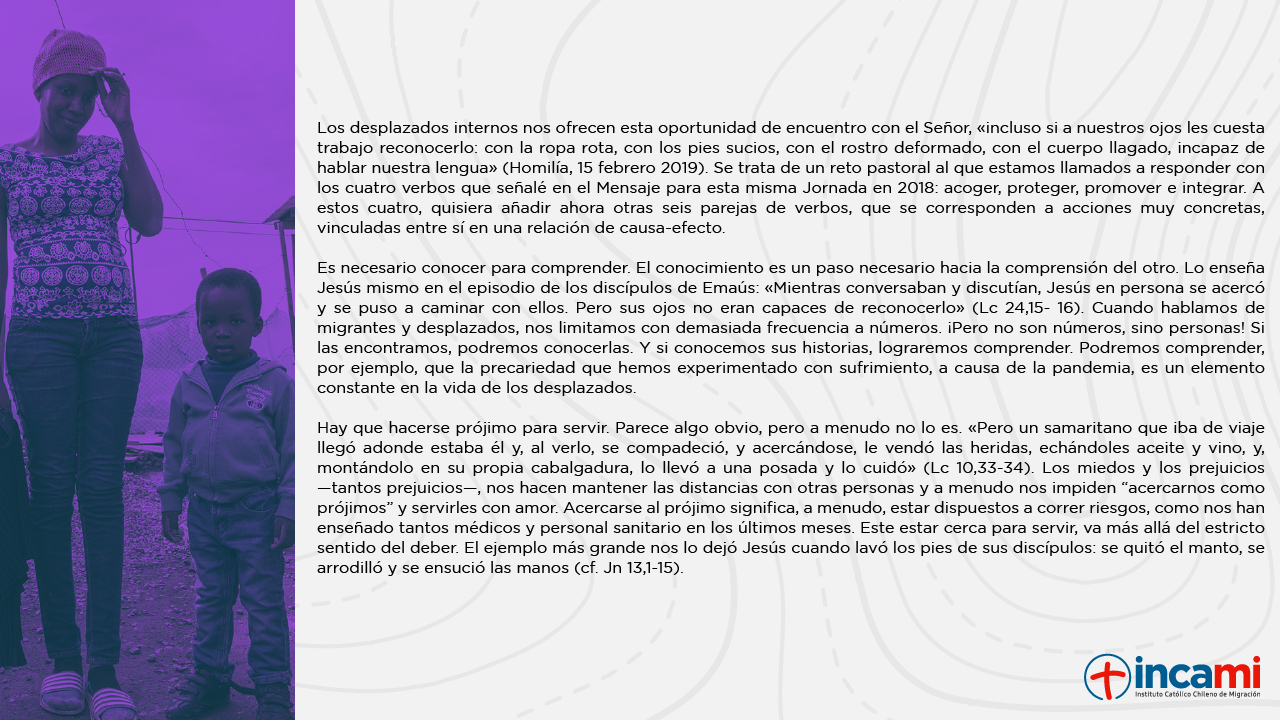 Los desplazados internos nos ofrecen esta oportunidad de encuentro con el Señor, «incluso si a nuestros ojos les cuesta
trabajo reconocerlo: con la ropa rota, con los pies sucios, con el rostro deformado, con el cuerpo llagado, incapaz de
hablar nuestra lengua» (Homilía, 15 febrero 2019). Se trata de un reto pastoral al que estamos llamados a responder con
los cuatro verbos que señalé en el Mensaje para esta misma Jornada en 2018: acoger, proteger, promover e integrar. A
estos cuatro, quisiera añadir ahora otras seis parejas de verbos, que se corresponden a acciones muy concretas,
vinculadas entre sí en una relación de causa-efecto.
Es necesario conocer para comprender. El conocimiento es un paso necesario hacia la comprensión del otro. Lo enseña
Jesús mismo en el episodio de los discípulos de Emaús: «Mientras conversaban y discutían, Jesús en persona se acercó
y se puso a caminar con ellos. Pero sus ojos no eran capaces de reconocerlo» (Lc 24,15- 16). Cuando hablamos de
migrantes y desplazados, nos limitamos con demasiada frecuencia a números. ¡Pero no son números, sino personas! Si
las encontramos, podremos conocerlas. Y si conocemos sus historias, lograremos comprender. Podremos comprender,
por ejemplo, que la precariedad que hemos experimentado con sufrimiento, a causa de la pandemia, es un elemento
constante en la vida de los desplazados.
Hay que hacerse prójimo para servir. Parece algo obvio, pero a menudo no lo es. «Pero un samaritano que iba de viaje
llegó adonde estaba él y, al verlo, se compadeció, y acercándose, le vendó las heridas, echándoles aceite y vino, y,
montándolo en su propia cabalgadura, lo llevó a una posada y lo cuidó» (Lc 10,33-34). Los miedos y los prejuicios
—tantos prejuicios—, nos hacen mantener las distancias con otras personas y a menudo nos impiden “acercarnos como
prójimos” y servirles con amor. Acercarse al prójimo significa, a menudo, estar dispuestos a correr riesgos, como nos han
enseñado tantos médicos y personal sanitario en los últimos meses. Este estar cerca para servir, va más allá del estricto
sentido del deber. El ejemplo más grande nos lo dejó Jesús cuando lavó los pies de sus discípulos: se quitó el manto, se
arrodilló y se ensució las manos (cf. Jn 13,1-15).
incami
Instituto Católico Chileno de Migración